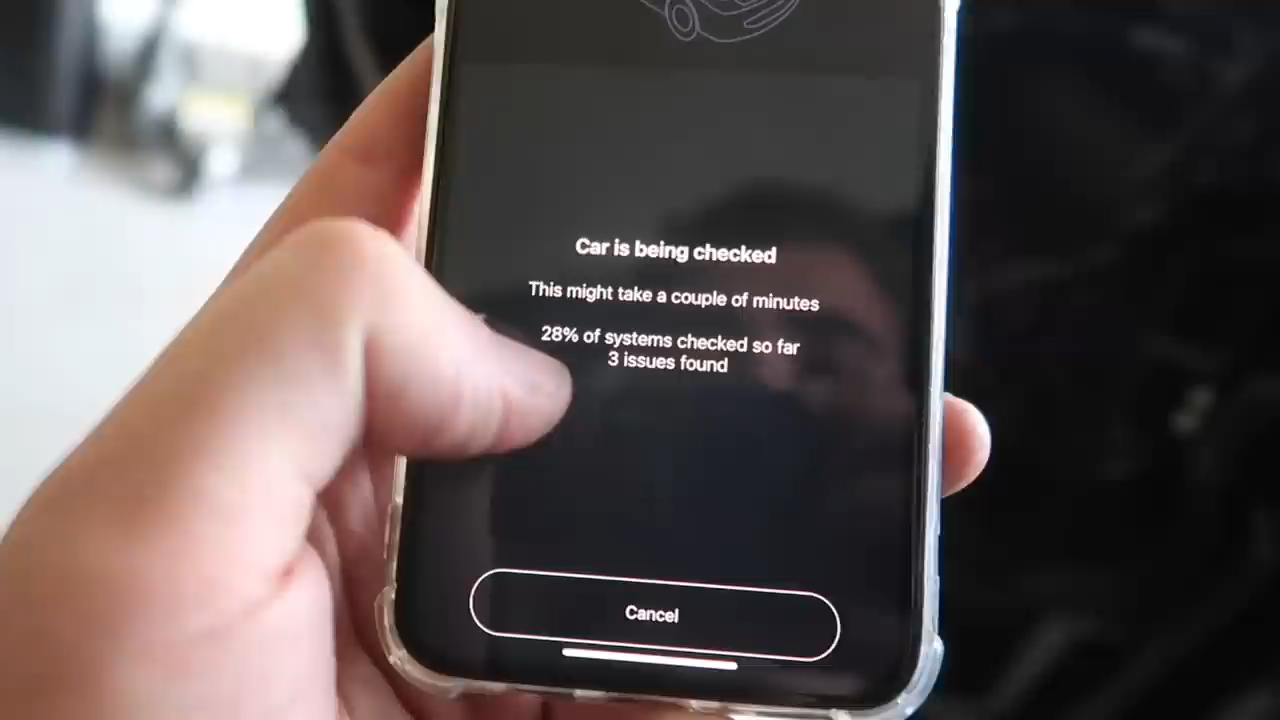 Car is being checked
This might take a couple of minutes
28% of systems checked so far
3 issues found
Cancel